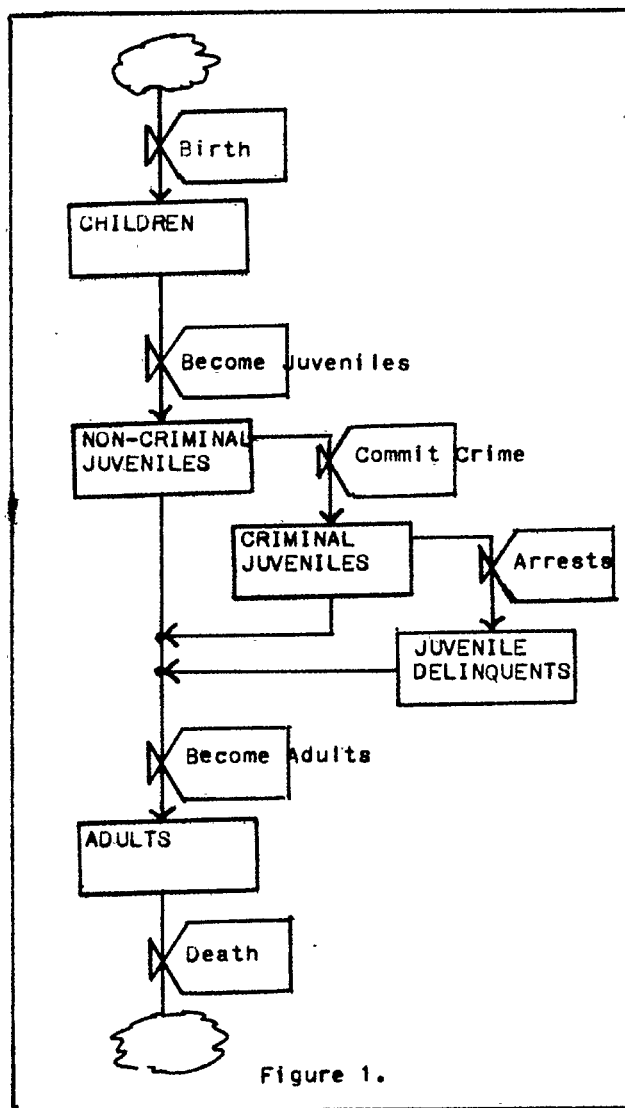 Birth
CHILDREN
Become Juveniles
NON-CRIMINAL
JUVENILES
Commit Crime
CRIMINAL
JUVENILES
Arrests
JUVENILE
DELINQUENTS
Become Adults
ADULTS
Death
Figure 1.